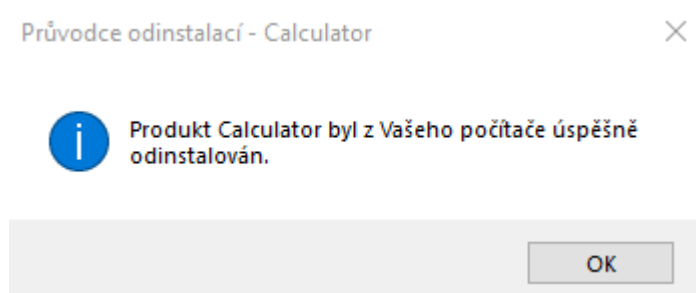 Průvodce odinstalací - Calculator
Produkt Calculator byl z Vašeho počítače úspěšně
odinstalován.
OK